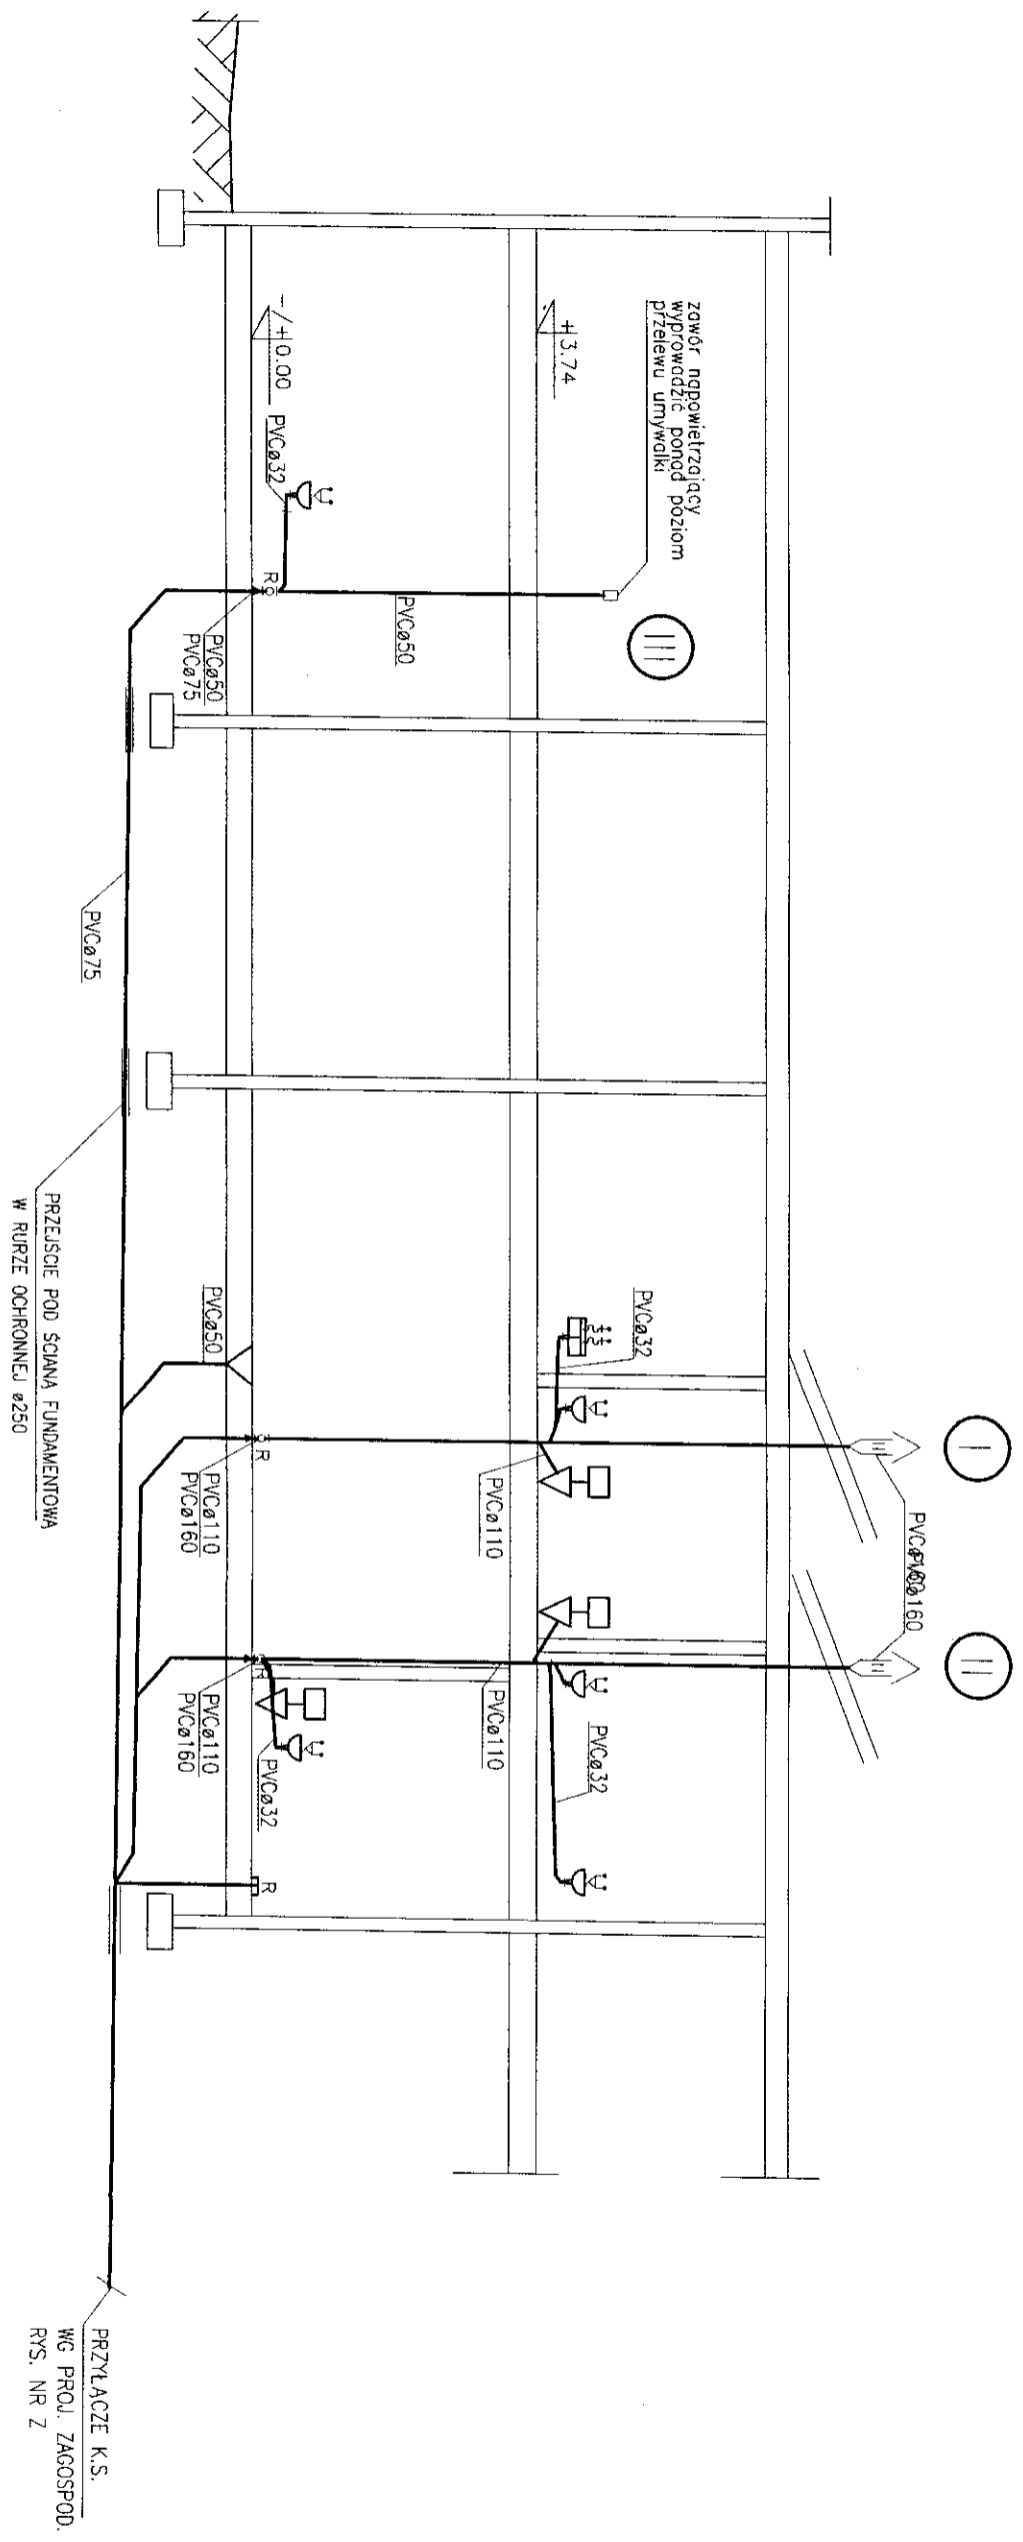 I
II
III
PVCø160
zawór napowietrzający
wyprowadzić ponad poziom
przelewu umywalki
+3.74
-/+0.00
PVCø32
PVCø50
R
PVCø50
PVCø75
PVCø75
PRZEJŚCIE POD ŚCIANĄ FUNDAMENTOWĄ
W RURZE OCHRONNEJ ø250
PVCø50
PVCø32
PVCø110
R
PVCø110
PVCø160
PVCø110
PVCø32
R
PVCø110
PVCø160
PVCø32
R
PRZYŁĄCZE K.S.
WG PROJ. ZAGOSPOD.
RYS. NR Z